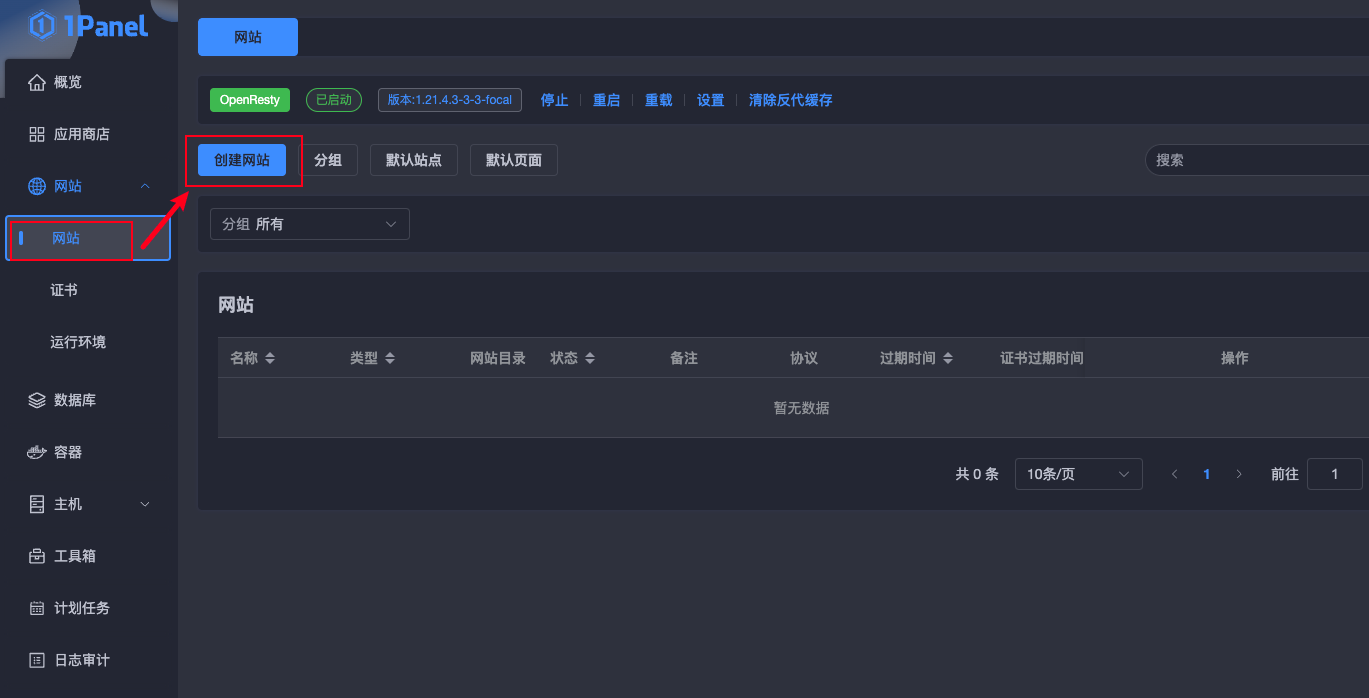 1Panel
概览
应用商店
网站
网站
证书
运行环境
数据库
容器
主机
工具箱
计划任务
日志审计
网站
OpenResty 已启动 版本:1.21.4.3-3-3-focal 停止 重启 重载 设置 清除反代缓存
创建网站 分组 默认站点 默认页面 搜索
分组 所有
网站
名称 类型 网站目录 状态 备注 协议 过期时间 证书过期时间 操作
暂无数据
共 0 条 10条/页 1 前往 1